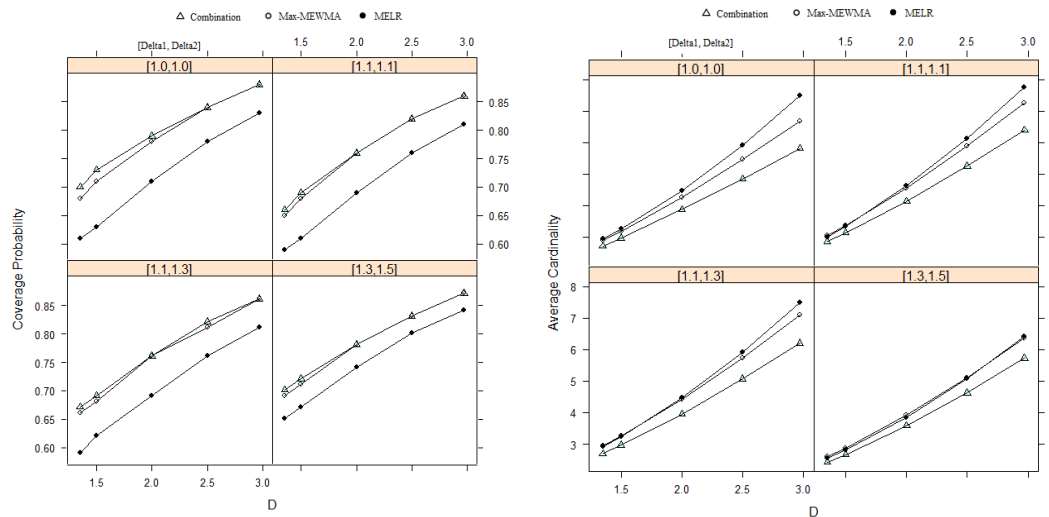 Combination Max-MEWMA MELR
[Delta1, Delta2]
1.5 2.0 2.5 3.0
[1.0,1.0] [1.1,1.1]
0.85
0.80
0.75
0.70
0.65
0.60
[1.1,1.3] [1.3,1.5]
0.85
0.80
0.75
0.70
0.65
0.60
Coverage Probability
1.5 2.0 2.5 3.0
D
Combination Max-MEWMA MELR
[Delta1, Delta2]
1.5 2.0 2.5 3.0
[1.0,1.0] [1.1,1.1]
[1.1,1.3] [1.3,1.5]
8
7
6
5
4
3
Average Cardinality
1.5 2.0 2.5 3.0
D